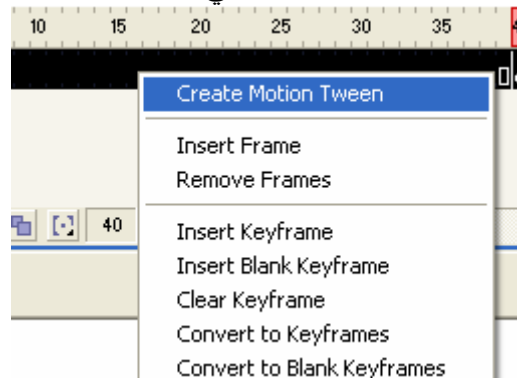 10 15 20 25 30 35
Create Motion Tween
Insert Frame
Remove Frames
40
Insert Keyframe
Insert Blank Keyframe
Clear Keyframe
Convert to Keyframes
Convert to Blank Keyframes